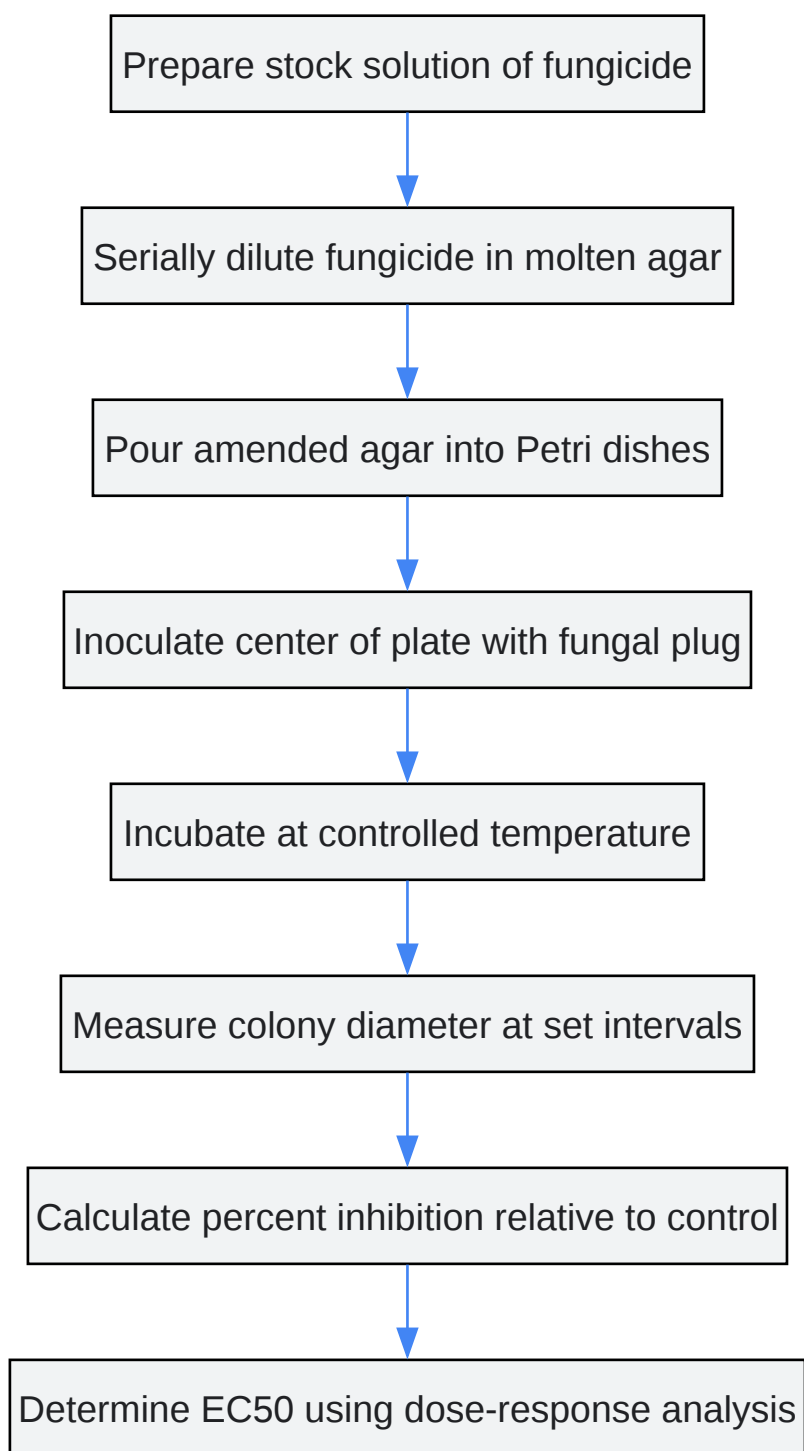 Prepare stock solution of fungicide
Serially dilute fungicide in molten agar
Pour amended agar into Petri dishes
Inoculate center of plate with fungal plug
Incubate at controlled temperature
Measure colony diameter at set intervals
Calculate percent inhibition relative to control
Determine EC50 using dose-response analysis